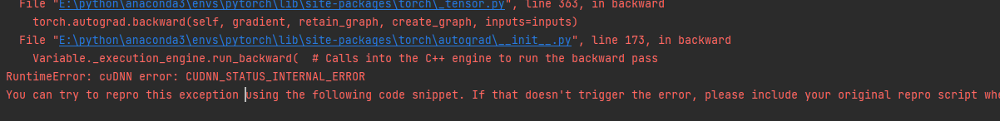 File "E:\python\anaconda3\envs\pytorch\lib\site-packages\torch\_tensor.py", line 363, in backward
torch.autograd.backward(self, gradient, retain_graph, create_graph, inputs=inputs)
File "E:\python\anaconda3\envs\pytorch\lib\site-packages\torch\autograd\__init__.py", line 173, in backward
Variable._execution_engine.run_backward(  # Calls into the C++ engine to run the backward pass
RuntimeError: cuDNN error: CUDNN_STATUS_INTERNAL_ERROR
You can try to repro this exception using the following code snippet. If that doesn't trigger the error, please include your original repro script